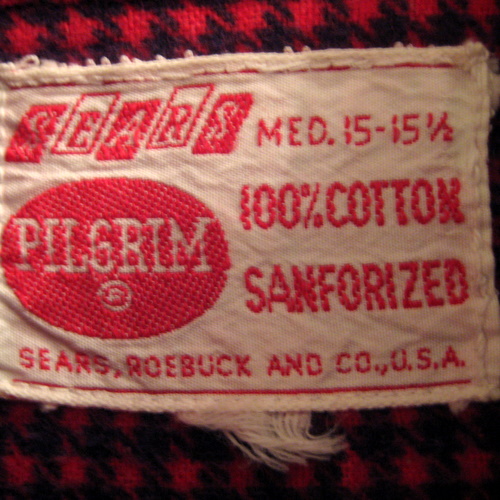 SEARS
MED. 15-15½
PILGRIM
®
100% COTTON
SANFORIZED
SEARS, ROEBUCK AND CO., U.S.A.